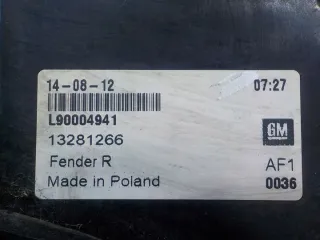 14-08-12 07:27
L90004941
13281266 GM
Fender R AF1
Made in Poland 0036